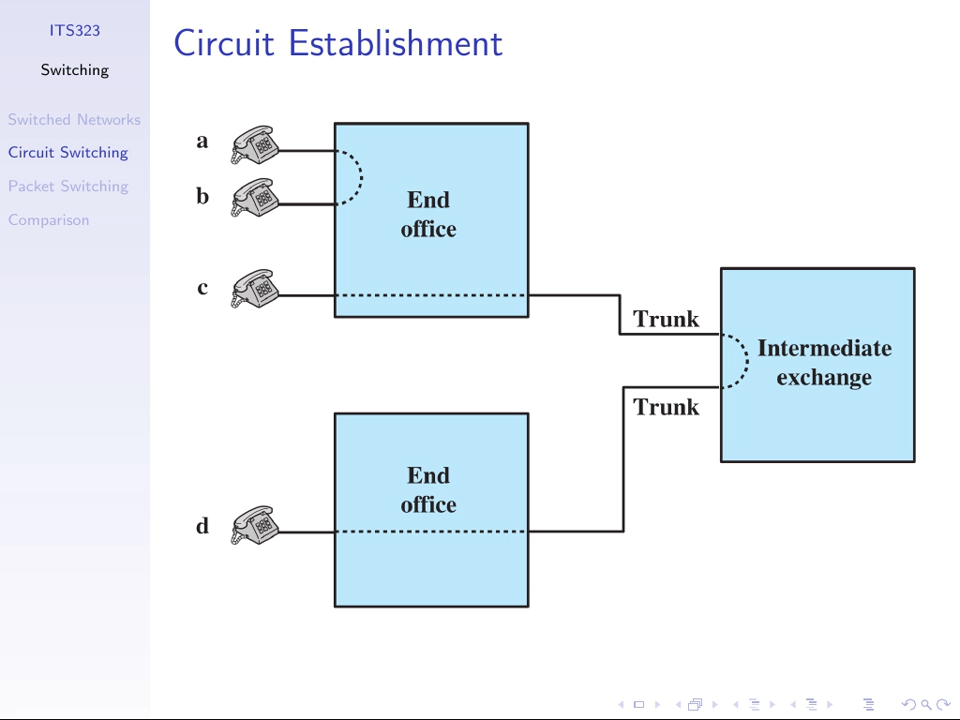 ITS323
Switching
Switched Networks
Circuit Switching
Packet Switching
Comparison
Circuit Establishment
a
b
c
End
office
Trunk
Intermediate
exchange
Trunk
End
office
d